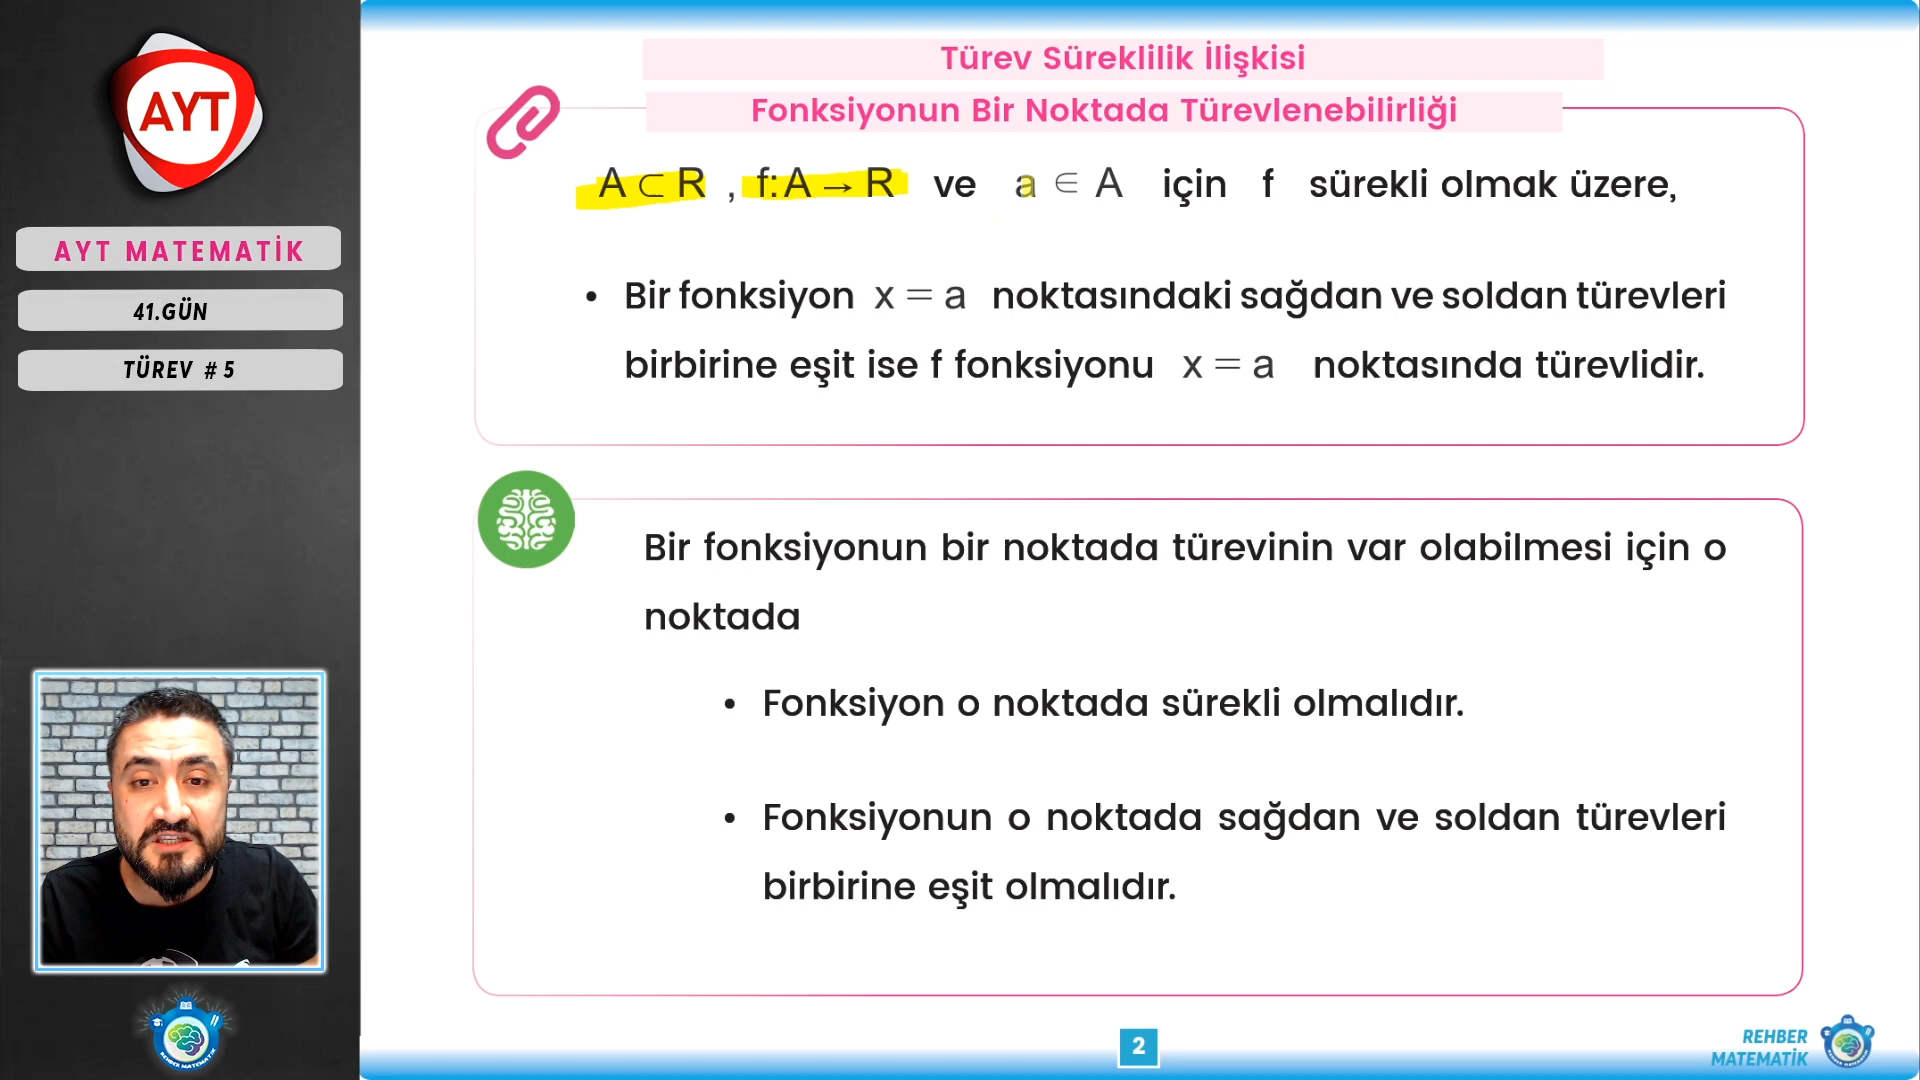 AYT
AYT MATEMATİK
41.GÜN
TÜREV # 5
Türev Süreklilik İlişkisi
Fonksiyonun Bir Noktada Türevlenebilirliği
A ⊂ R , f: A → R ve a ∈ A için f sürekli olmak üzere,
• Bir fonksiyon x = a noktasındaki sağdan ve soldan türevleri
birbirine eşit ise f fonksiyonu x = a noktasında türevlidir.
Bir fonksiyonun bir noktada türevinin var olabilmesi için o
noktada
• Fonksiyon o noktada sürekli olmalıdır.
• Fonksiyonun o noktada sağdan ve soldan türevleri
birbirine eşit olmalıdır.
2
REHBER
MATEMATİK
REHBER MATEMATİK